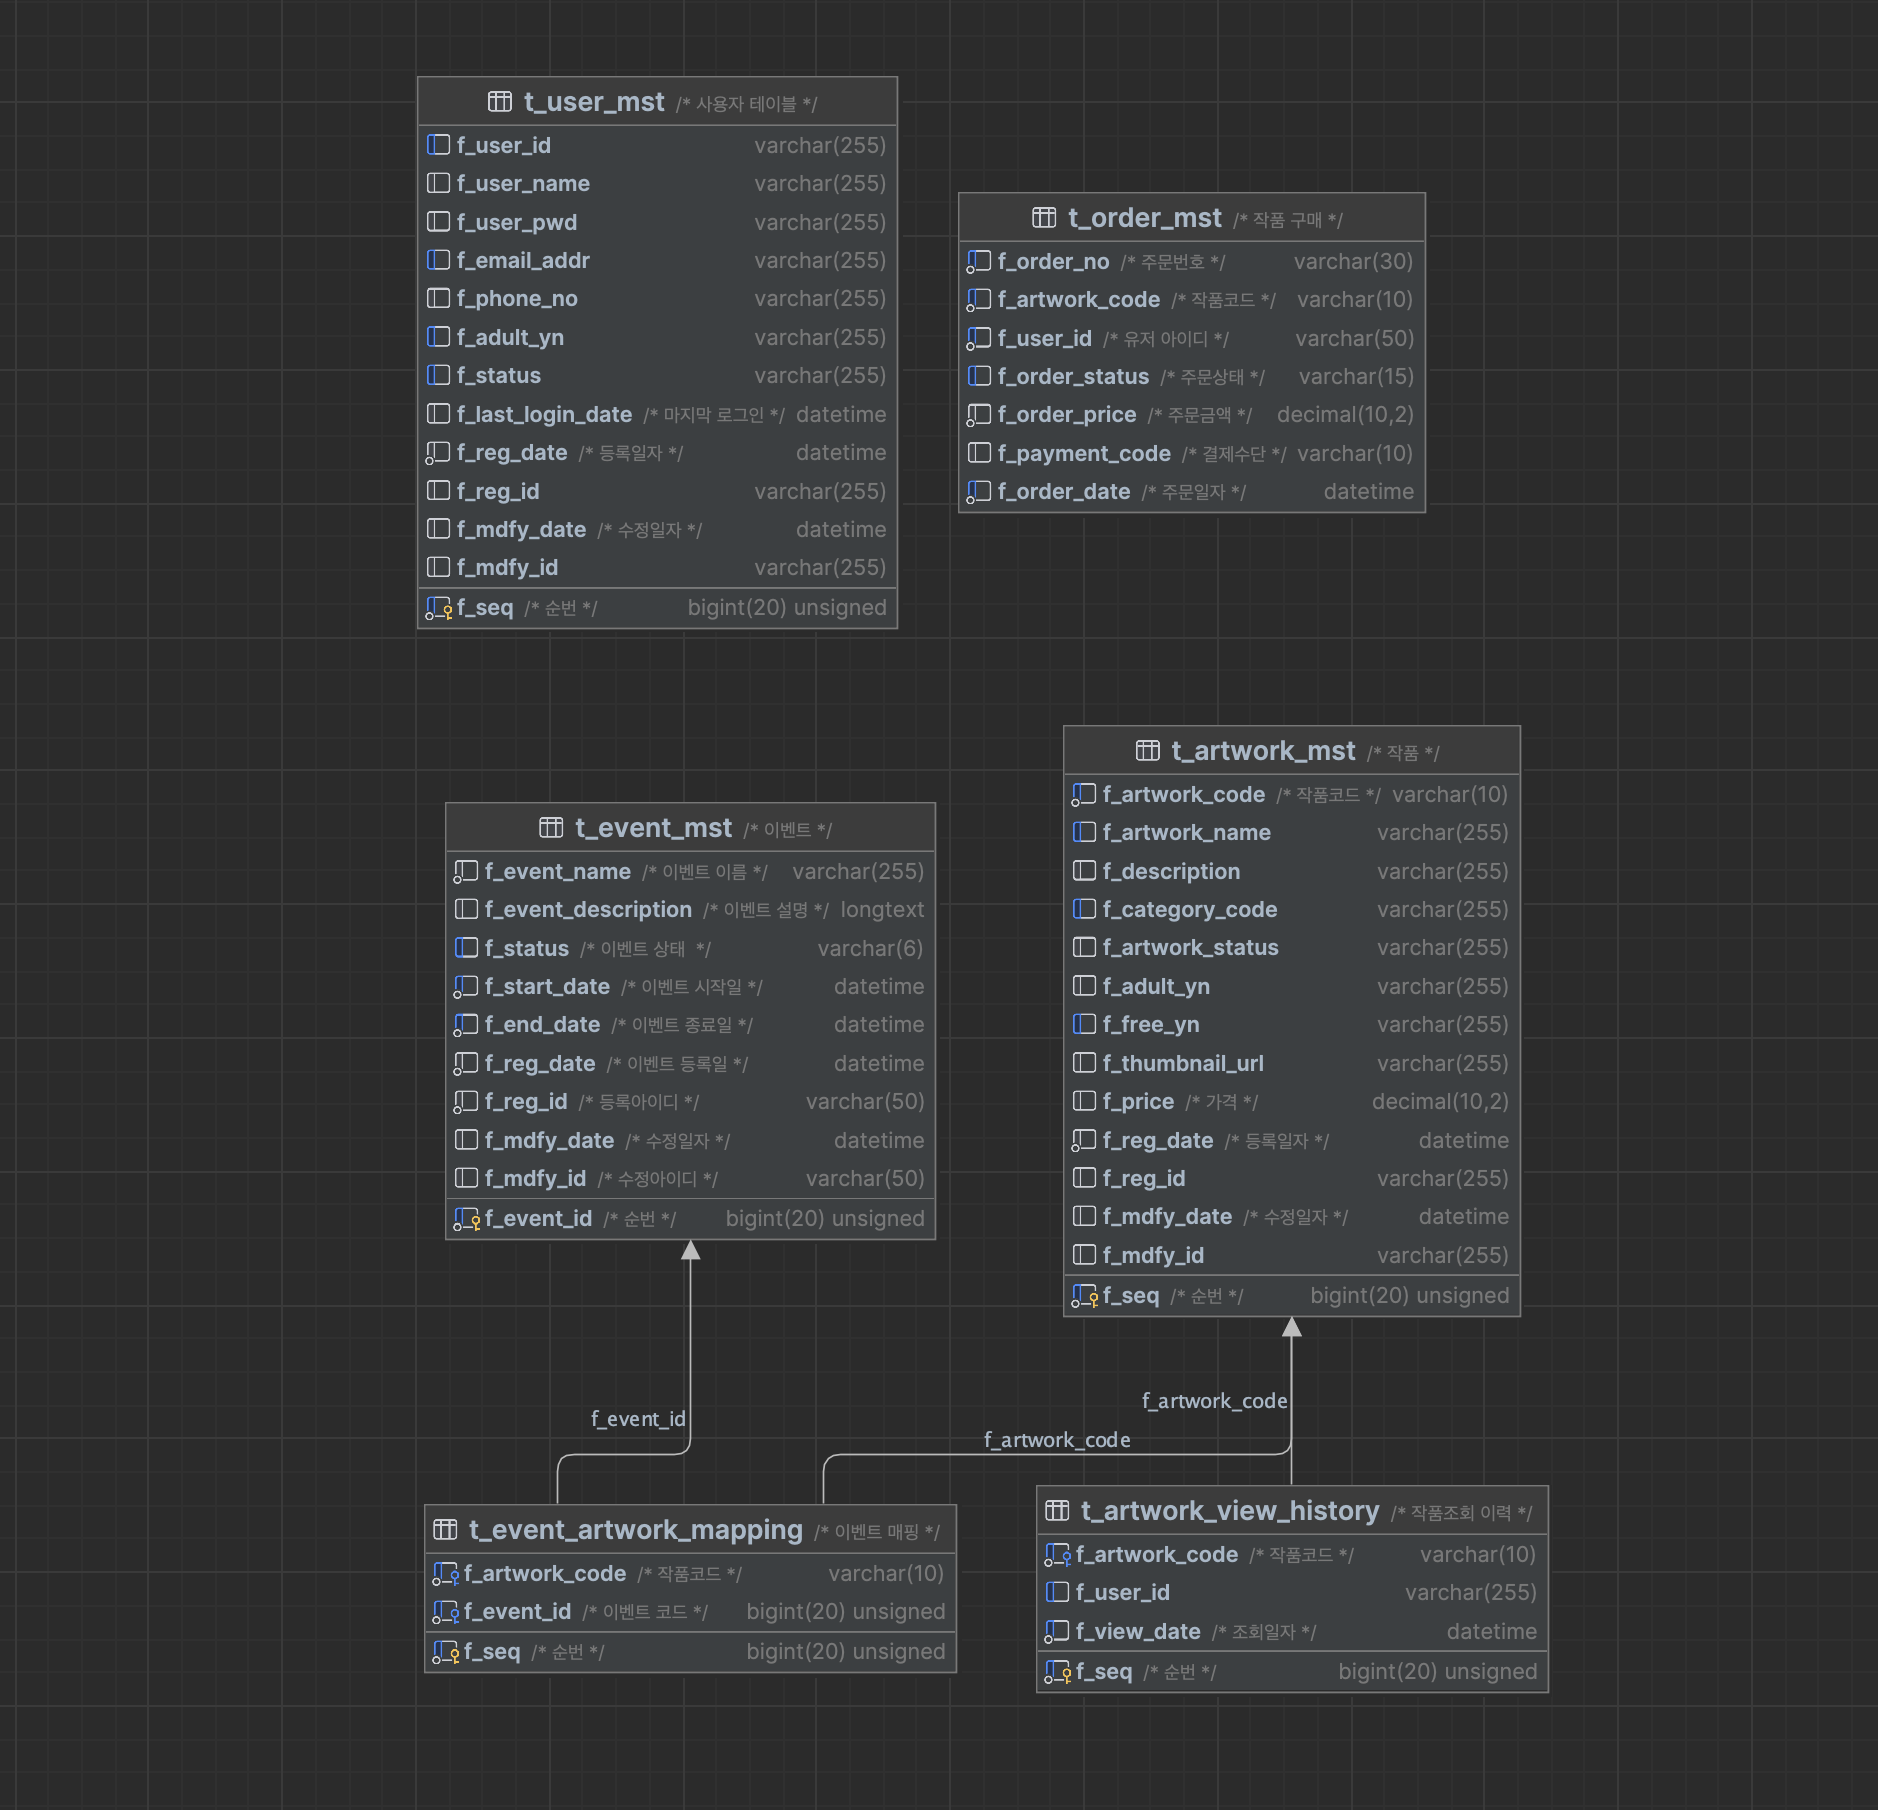 t_user_mst /* 사용자 테이블 */
f_user_id varchar(255)
f_user_name varchar(255)
f_user_pwd varchar(255)
f_email_addr varchar(255)
f_phone_no varchar(255)
f_adult_yn varchar(255)
f_status varchar(255)
f_last_login_date /* 마지막 로그인 */ datetime
f_reg_date /* 등록일자 */ datetime
f_reg_id varchar(255)
f_mdfy_date /* 수정일자 */ datetime
f_mdfy_id varchar(255)
f_seq /* 순번 */ bigint(20) unsigned
t_order_mst /* 작품 구매 */
f_order_no /* 주문번호 */ varchar(30)
f_artwork_code /* 작품코드 */ varchar(10)
f_user_id /* 유저 아이디 */ varchar(50)
f_order_status /* 주문상태 */ varchar(15)
f_order_price /* 주문금액 */ decimal(10,2)
f_payment_code /* 결제수단 */ varchar(10)
f_order_date /* 주문일자 */ datetime
t_event_mst /* 이벤트 */
f_event_name /* 이벤트 이름 */ varchar(255)
f_event_description /* 이벤트 설명 */ longtext
f_status /* 이벤트 상태  */ varchar(6)
f_start_date /* 이벤트 시작일 */ datetime
f_end_date /* 이벤트 종료일 */ datetime
f_reg_date /* 이벤트 등록일 */ datetime
f_reg_id /* 등록아이디 */ varchar(50)
f_mdfy_date /* 수정일자 */ datetime
f_mdfy_id /* 수정아이디 */ varchar(50)
f_event_id /* 순번 */ bigint(20) unsigned
t_artwork_mst /* 작품 */
f_artwork_code /* 작품코드 */ varchar(10)
f_artwork_name varchar(255)
f_description varchar(255)
f_category_code varchar(255)
f_artwork_status varchar(255)
f_adult_yn varchar(255)
f_free_yn varchar(255)
f_thumbnail_url varchar(255)
f_price /* 가격 */ decimal(10,2)
f_reg_date /* 등록일자 */ datetime
f_reg_id varchar(255)
f_mdfy_date /* 수정일자 */ datetime
f_mdfy_id varchar(255)
f_seq /* 순번 */ bigint(20) unsigned
f_event_id
f_artwork_code
f_artwork_code
t_event_artwork_mapping /* 이벤트 매핑 */
f_artwork_code /* 작품코드 */ varchar(10)
f_event_id /* 이벤트 코드 */ bigint(20) unsigned
f_seq /* 순번 */ bigint(20) unsigned
t_artwork_view_history /* 작품조회 이력 */
f_artwork_code /* 작품코드 */ varchar(10)
f_user_id varchar(255)
f_view_date /* 조회일자 */ datetime
f_seq /* 순번 */ bigint(20) unsigned